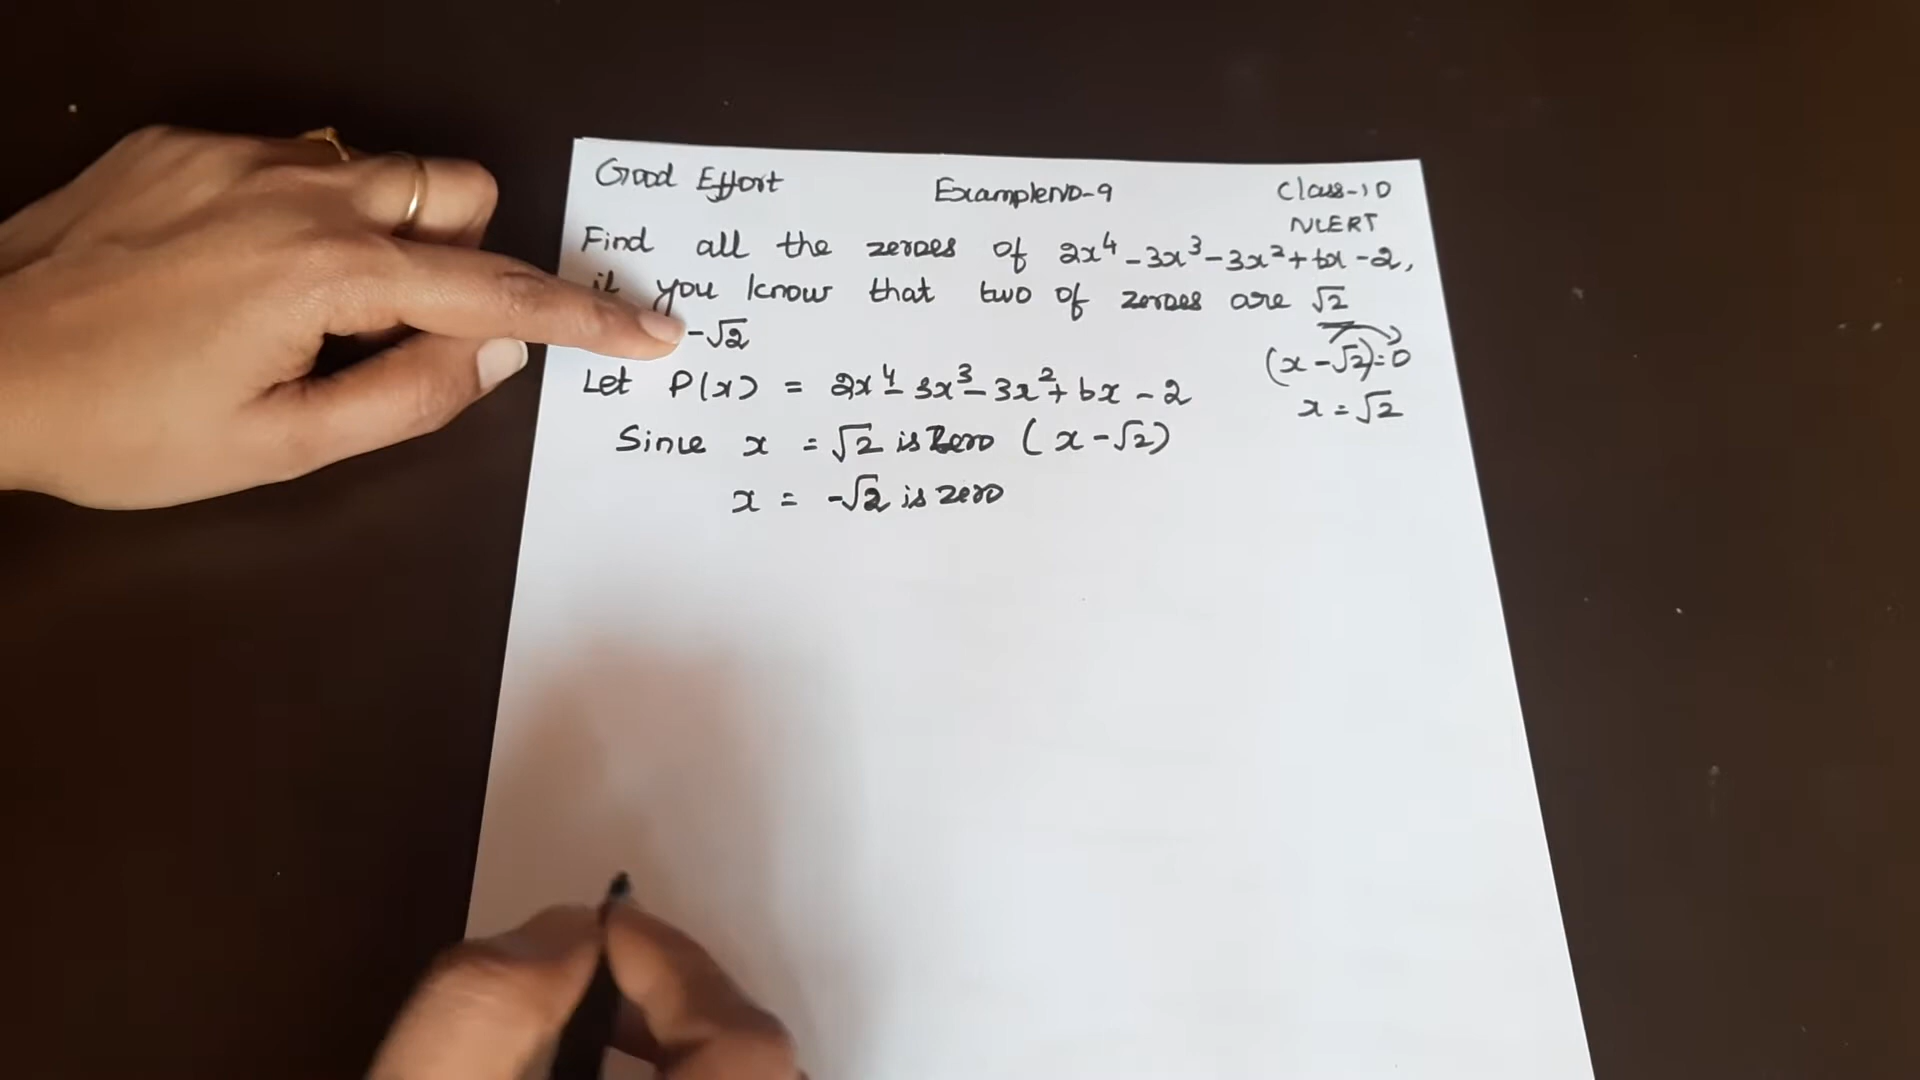 Good Effort Example NO-9 Class-10
NCERT
Find all the zeroes of 2x⁴-3x³-3x²+6x-2,
if you know that two of zeroes are √2
-√2
(x-√2)=0
x=√2
Let P(x) = 2x⁴-3x³-3x²+6x-2
Since x = √2 is zero (x-√2)
x = -√2 is zero